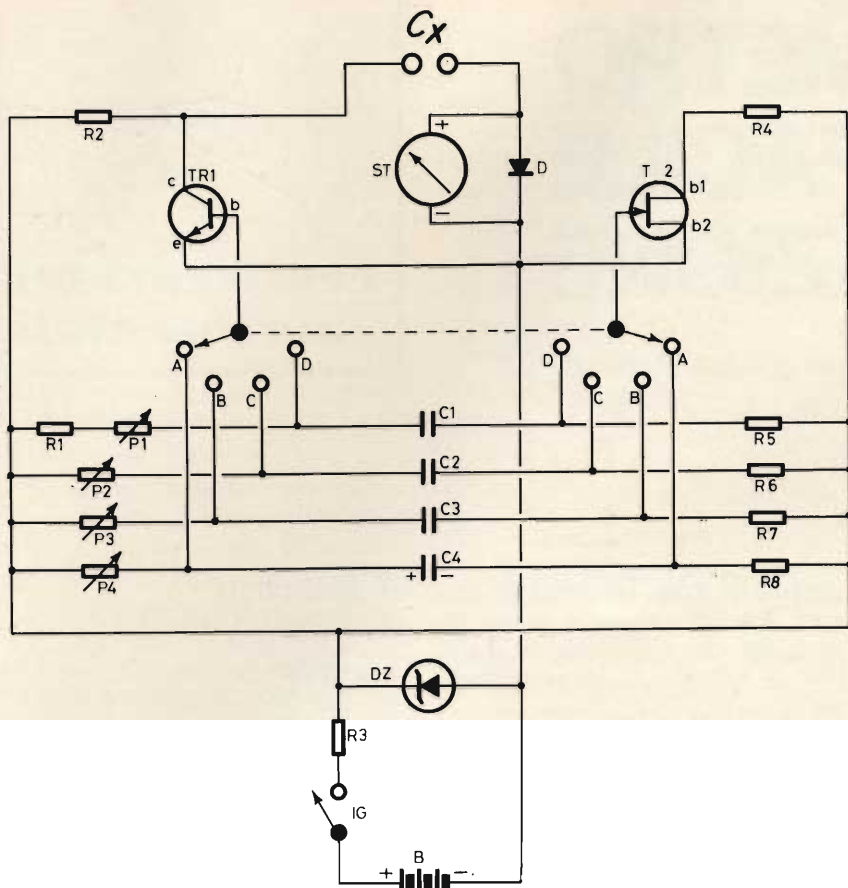 Cx
R2
R4
+
c
TR1
b
e
ST
D
-
T 2
b1
b2
A
B
C
D
D
C
B
A
R1
P1
C1
R5
P2
C2
R6
P3
C3
R7
P4
+
C4
-
R8
DZ
R3
IG
+
B
-